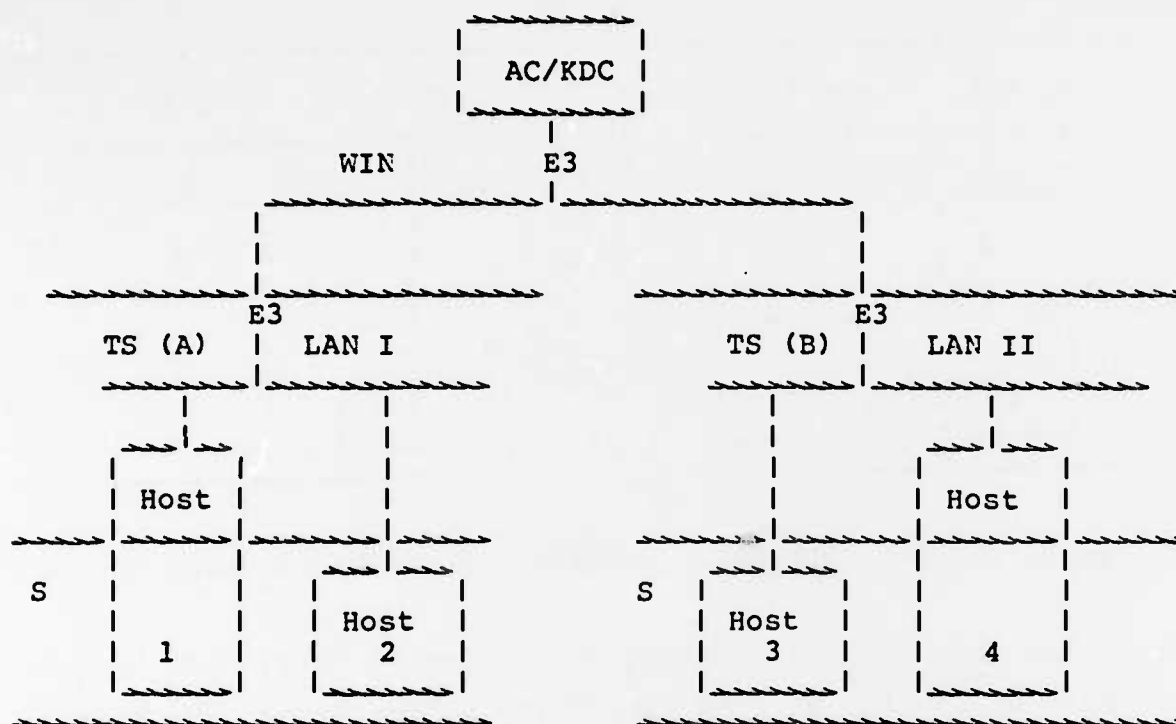 AC/KDC
WIN E3
E3 E3
TS (A) LAN I TS (B) LAN II
Host Host
S S
Host Host
1 2 3 4